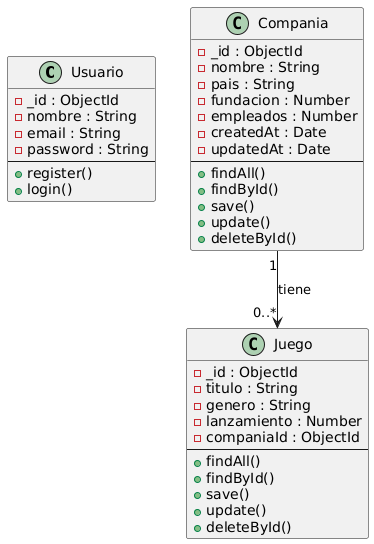 C Usuario
_id : ObjectId
nombre : String
email : String
password : String
register()
login()
C Compania
_id : ObjectId
nombre : String
pais : String
fundacion : Number
empleados : Number
createdAt : Date
updatedAt : Date
findAll()
findById()
save()
update()
deleteById()
1
tiene
0..*
C Juego
_id : ObjectId
titulo : String
genero : String
lanzamiento : Number
companiaId : ObjectId
findAll()
findById()
save()
update()
deleteById()